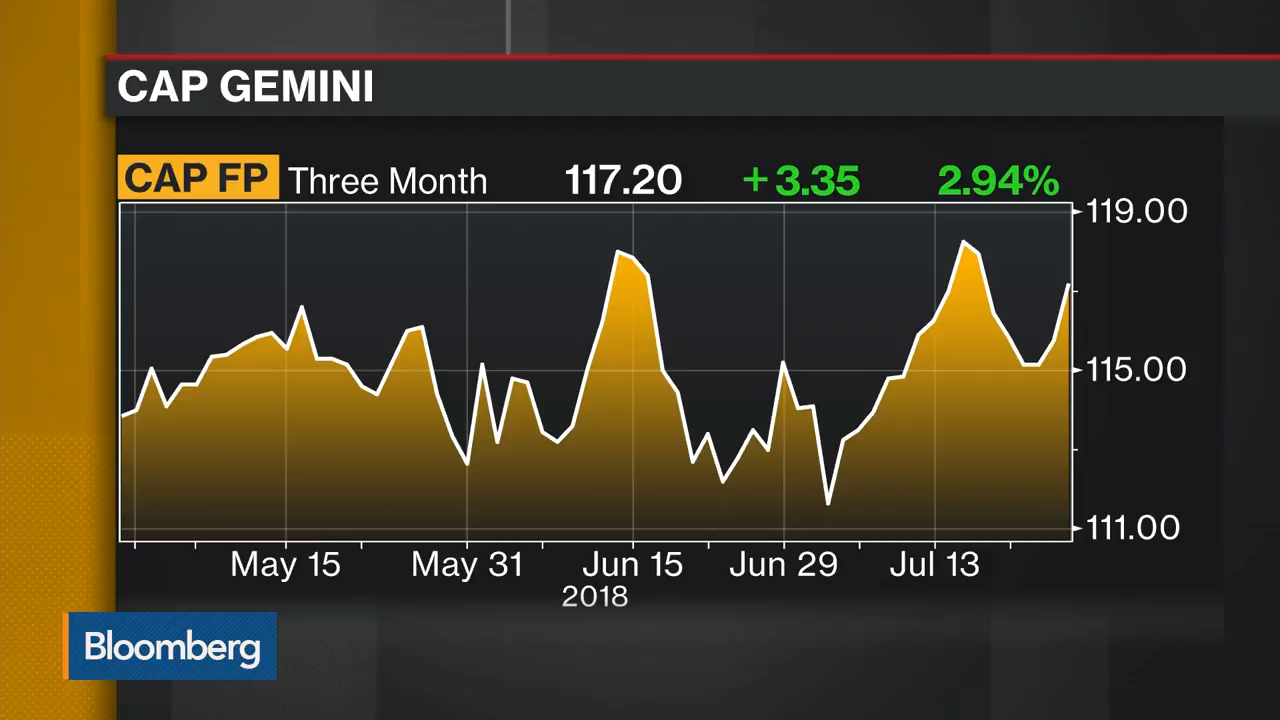 CAP GEMINI
CAP FP Three Month 117.20 +3.35 2.94%
119.00
115.00
111.00
May 15 May 31 Jun 15 Jun 29 Jul 13
2018
Bloomberg